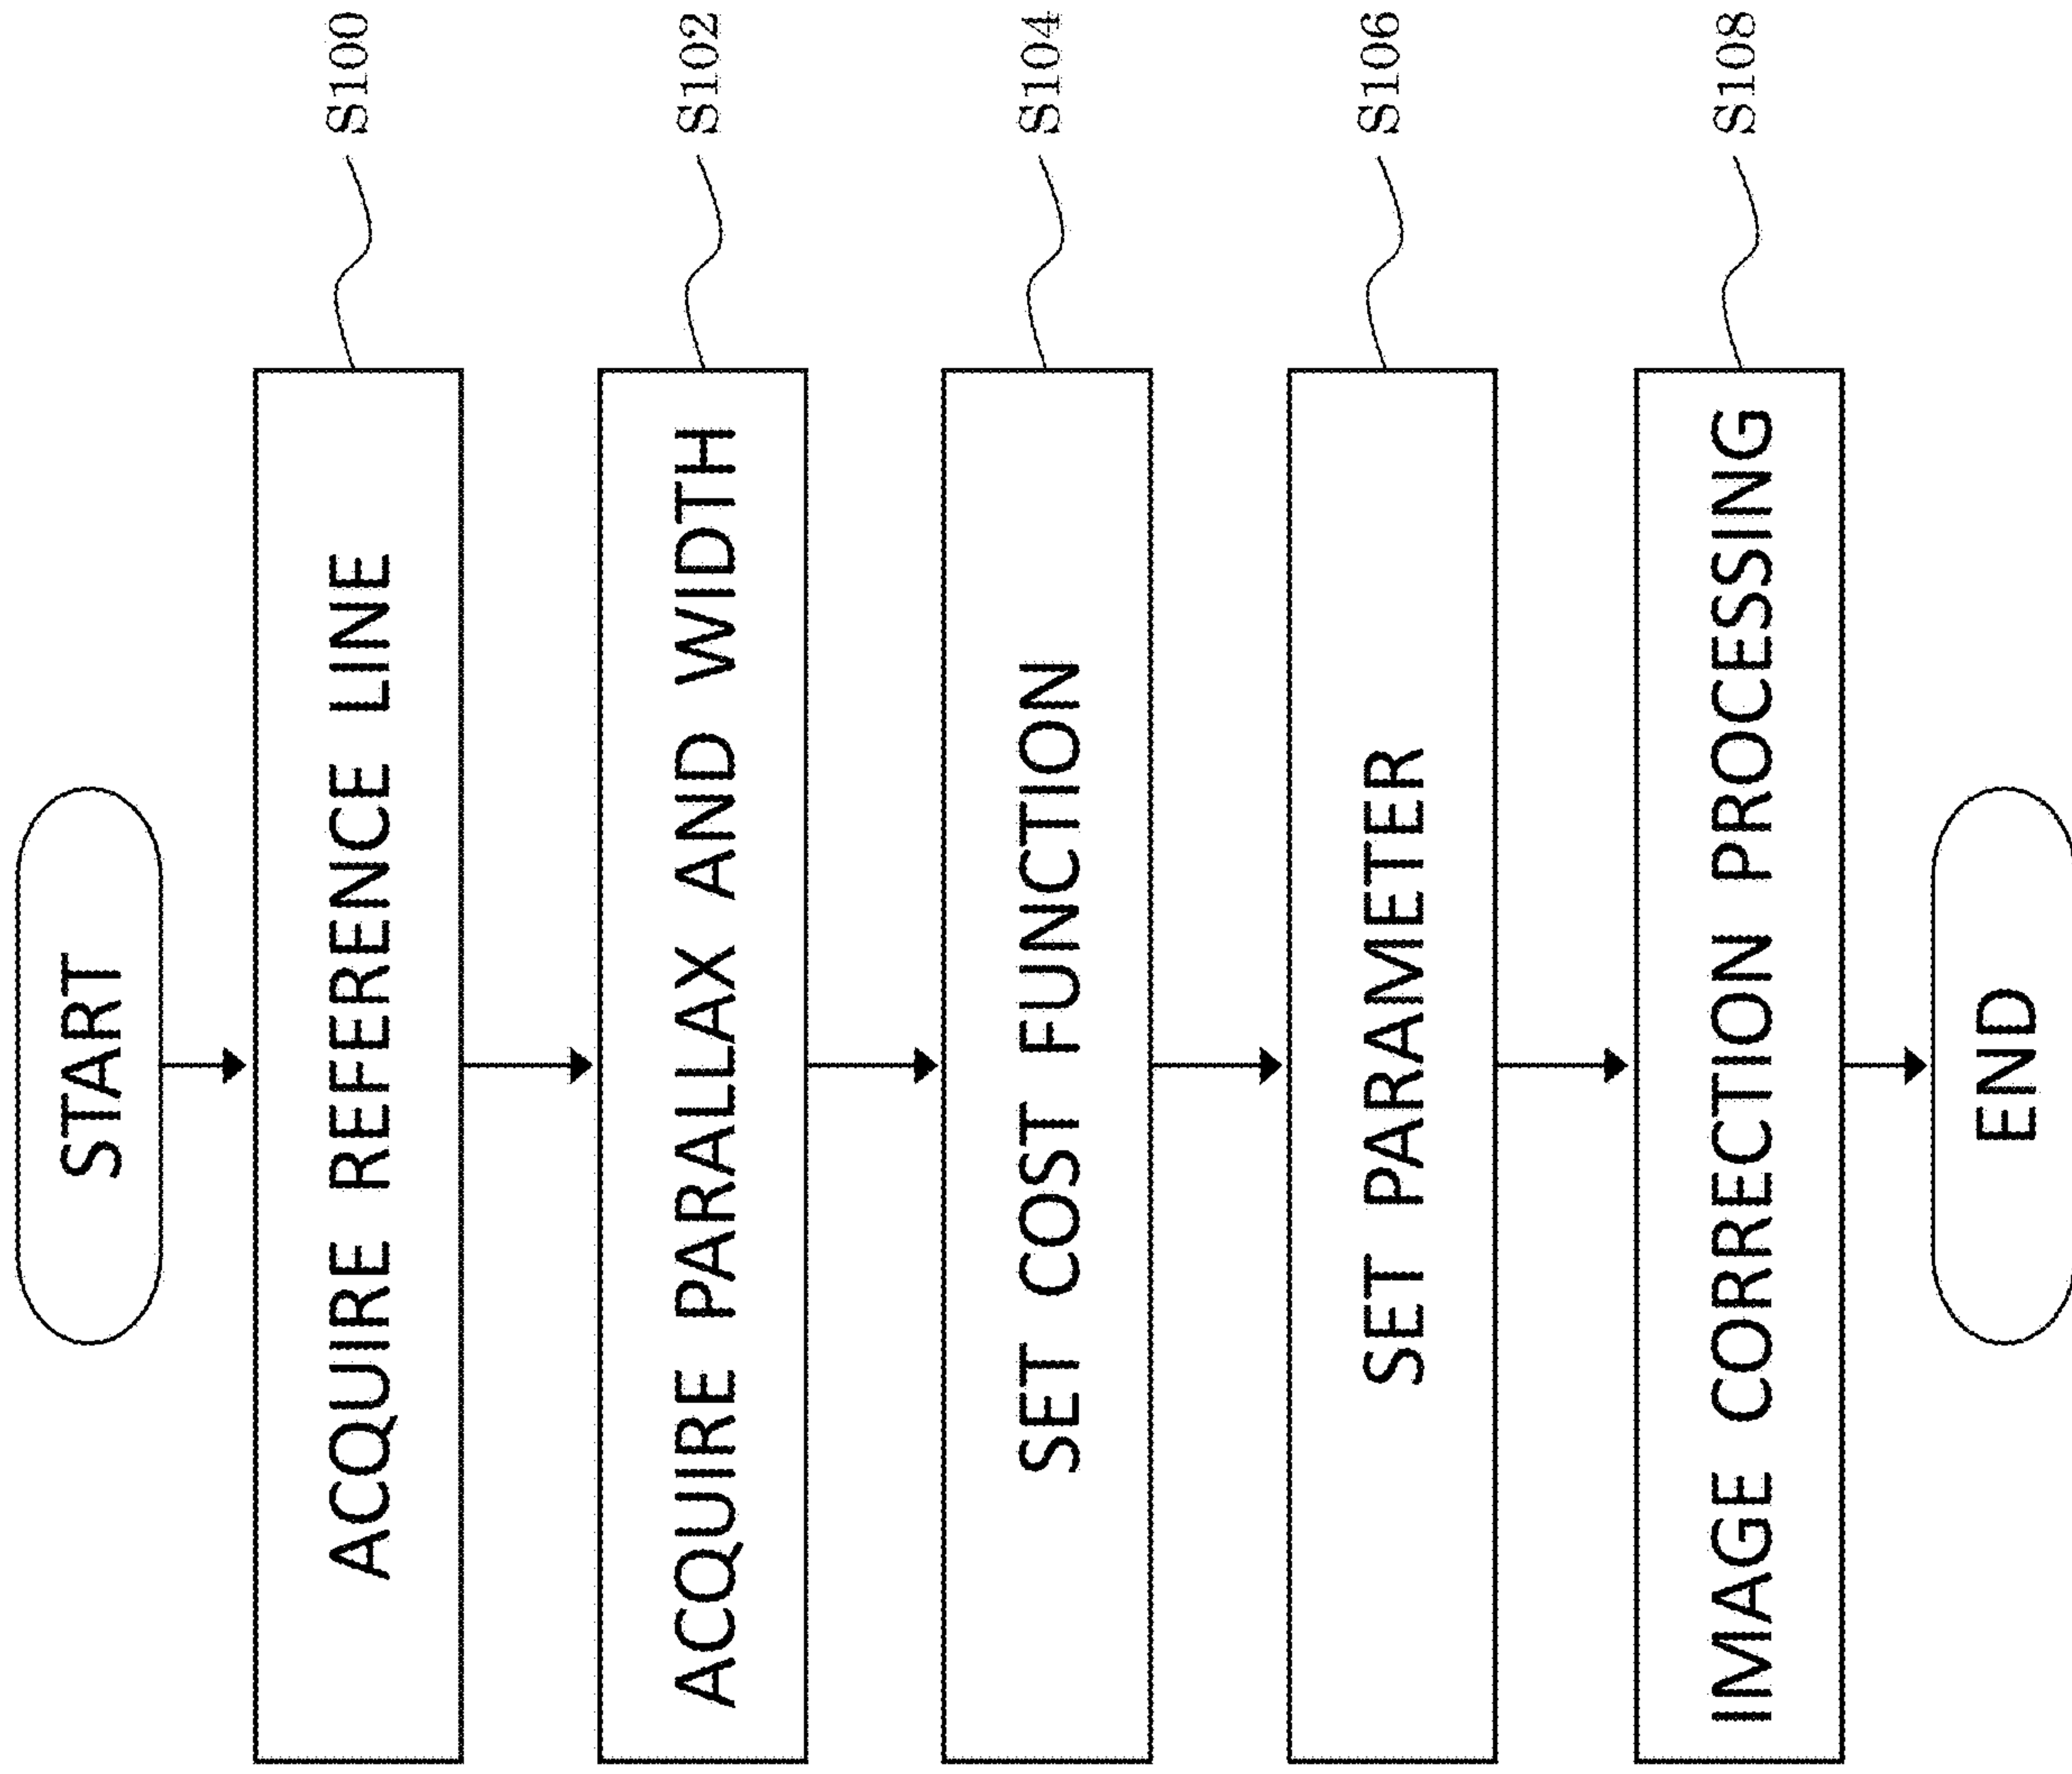 START
ACQUIRE REFERENCE LINE
S100
ACQUIRE PARALLAX AND WIDTH
S102
SET COST FUNCTION
S104
SET PARAMETER
S106
IMAGE CORRECTION PROCESSING
S108
END